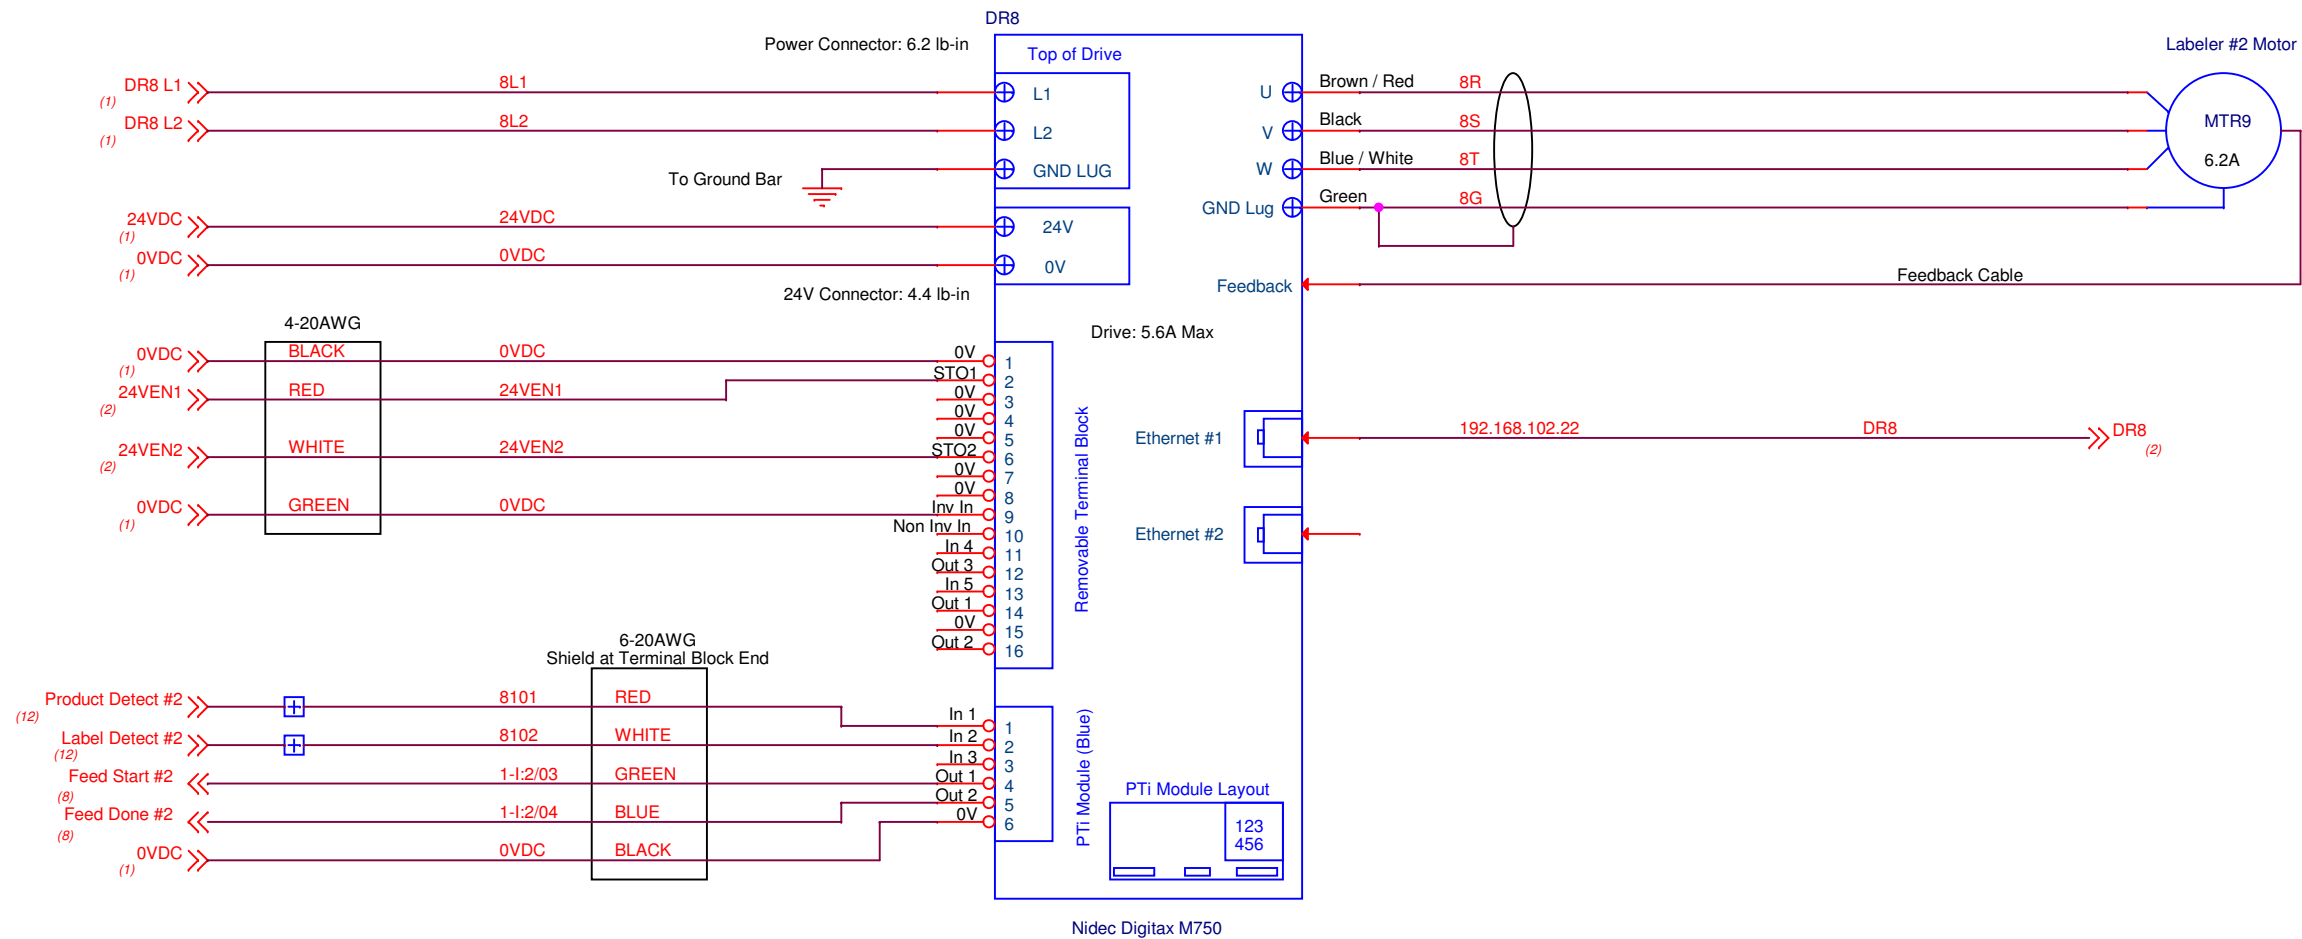 DR8
Power Connector: 6.2 lb-in
Top of Drive
Labeler #2 Motor
DR8 L1
(1)
8L1
L1
U
Brown / Red
8R
DR8 L2
(1)
8L2
L2
V
Black
8S
MTR9
6.2A
To Ground Bar
GND LUG
W
Blue / White
8T
GND Lug
Green
8G
24VDC
(1)
24VDC
24V
0VDC
(1)
0VDC
0V
24V Connector: 4.4 lb-in
Feedback
Feedback Cable
Drive: 5.6A Max
4-20AWG
0VDC
(1)
BLACK
0VDC
24VEN1
(2)
RED
24VEN1
24VEN2
(2)
WHITE
24VEN2
0VDC
(1)
GREEN
0VDC
0V
1
STO1
2
0V
3
0V
4
0V
5
STO2
6
0V
7
0V
8
Inv In
9
Non Inv In
10
In 4
11
Out 3
12
In 5
13
Out 1
14
0V
15
Out 2
16
Removable Terminal Block
Ethernet #1
192.168.102.22
DR8
DR8
(2)
Ethernet #2
6-20AWG
Shield at Terminal Block End
Product Detect #2
(12)
8101
RED
Label Detect #2
(12)
8102
WHITE
Feed Start #2
(8)
1-I:2/03
GREEN
Feed Done #2
(8)
1-I:2/04
BLUE
0VDC
(1)
0VDC
BLACK
In 1
1
In 2
2
In 3
3
Out 1
4
Out 2
5
0V
6
PTi Module (Blue)
PTi Module Layout
123
456
Nidec Digitax M750